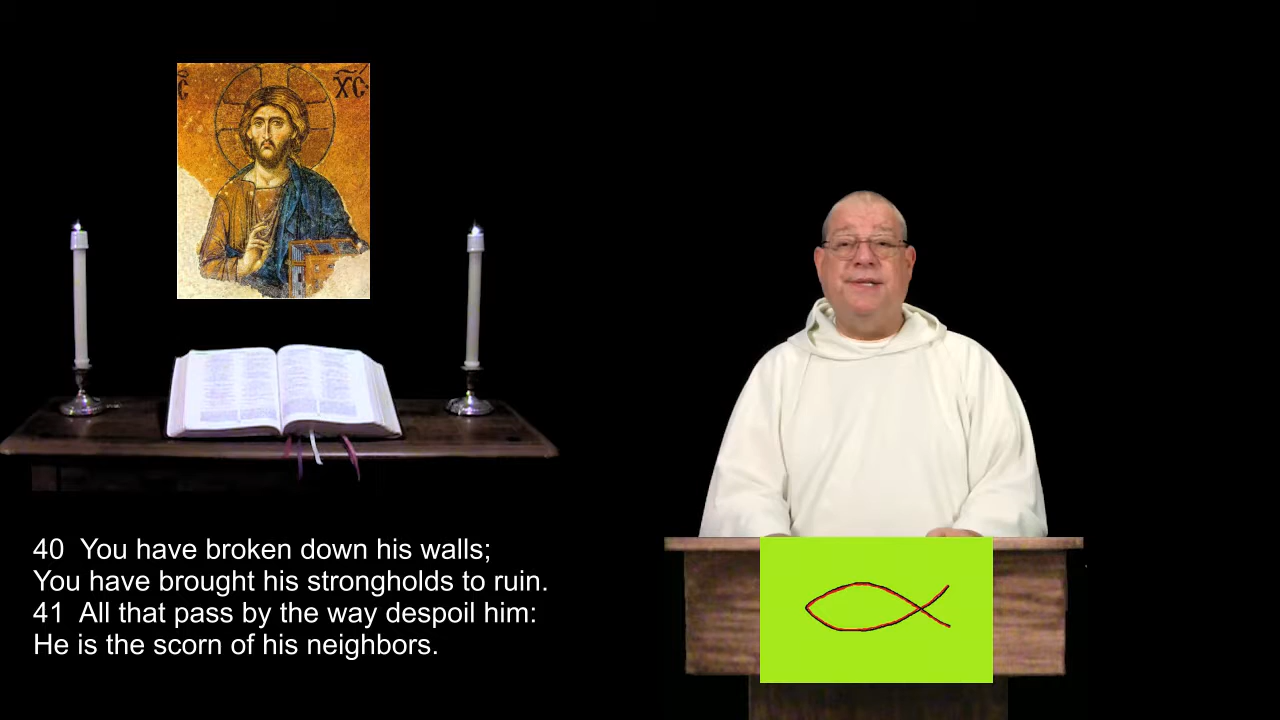 ΧC
40 You have broken down his walls;
You have brought his strongholds to ruin.
41 All that pass by the way despoil him:
He is the scorn of his neighbors.